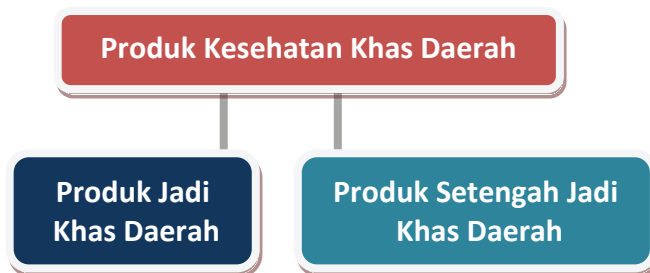 Produk Kesehatan Khas Daerah
Produk Jadi
Khas Daerah
Produk Setengah Jadi
Khas Daerah